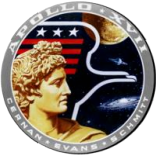 APOLLO XVII
CERNAN · EVANS · SCHMITT